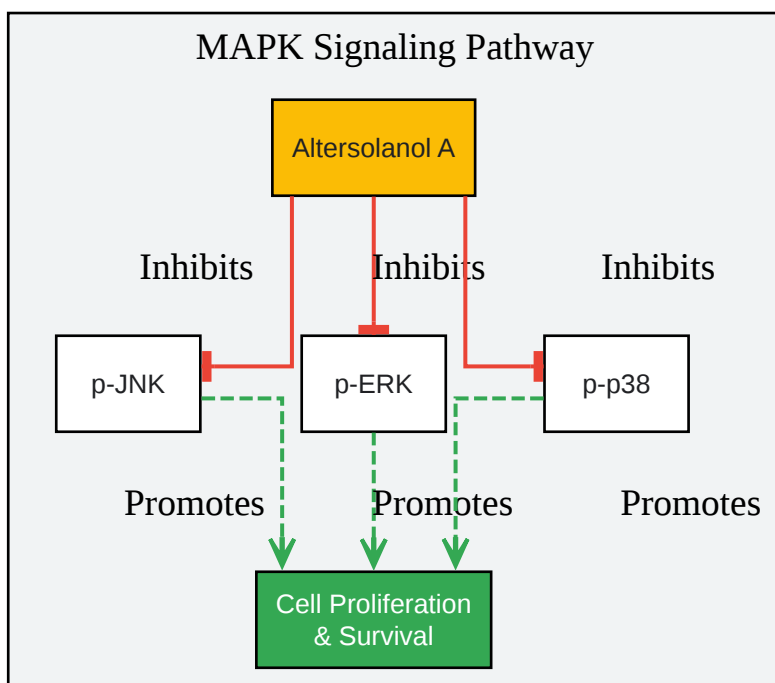 MAPK Signaling Pathway
Altersolanol A
Inhibits Inhibits Inhibits
p-JNK p-ERK p-p38
Promotes Promotes Promotes
Cell Proliferation
& Survival